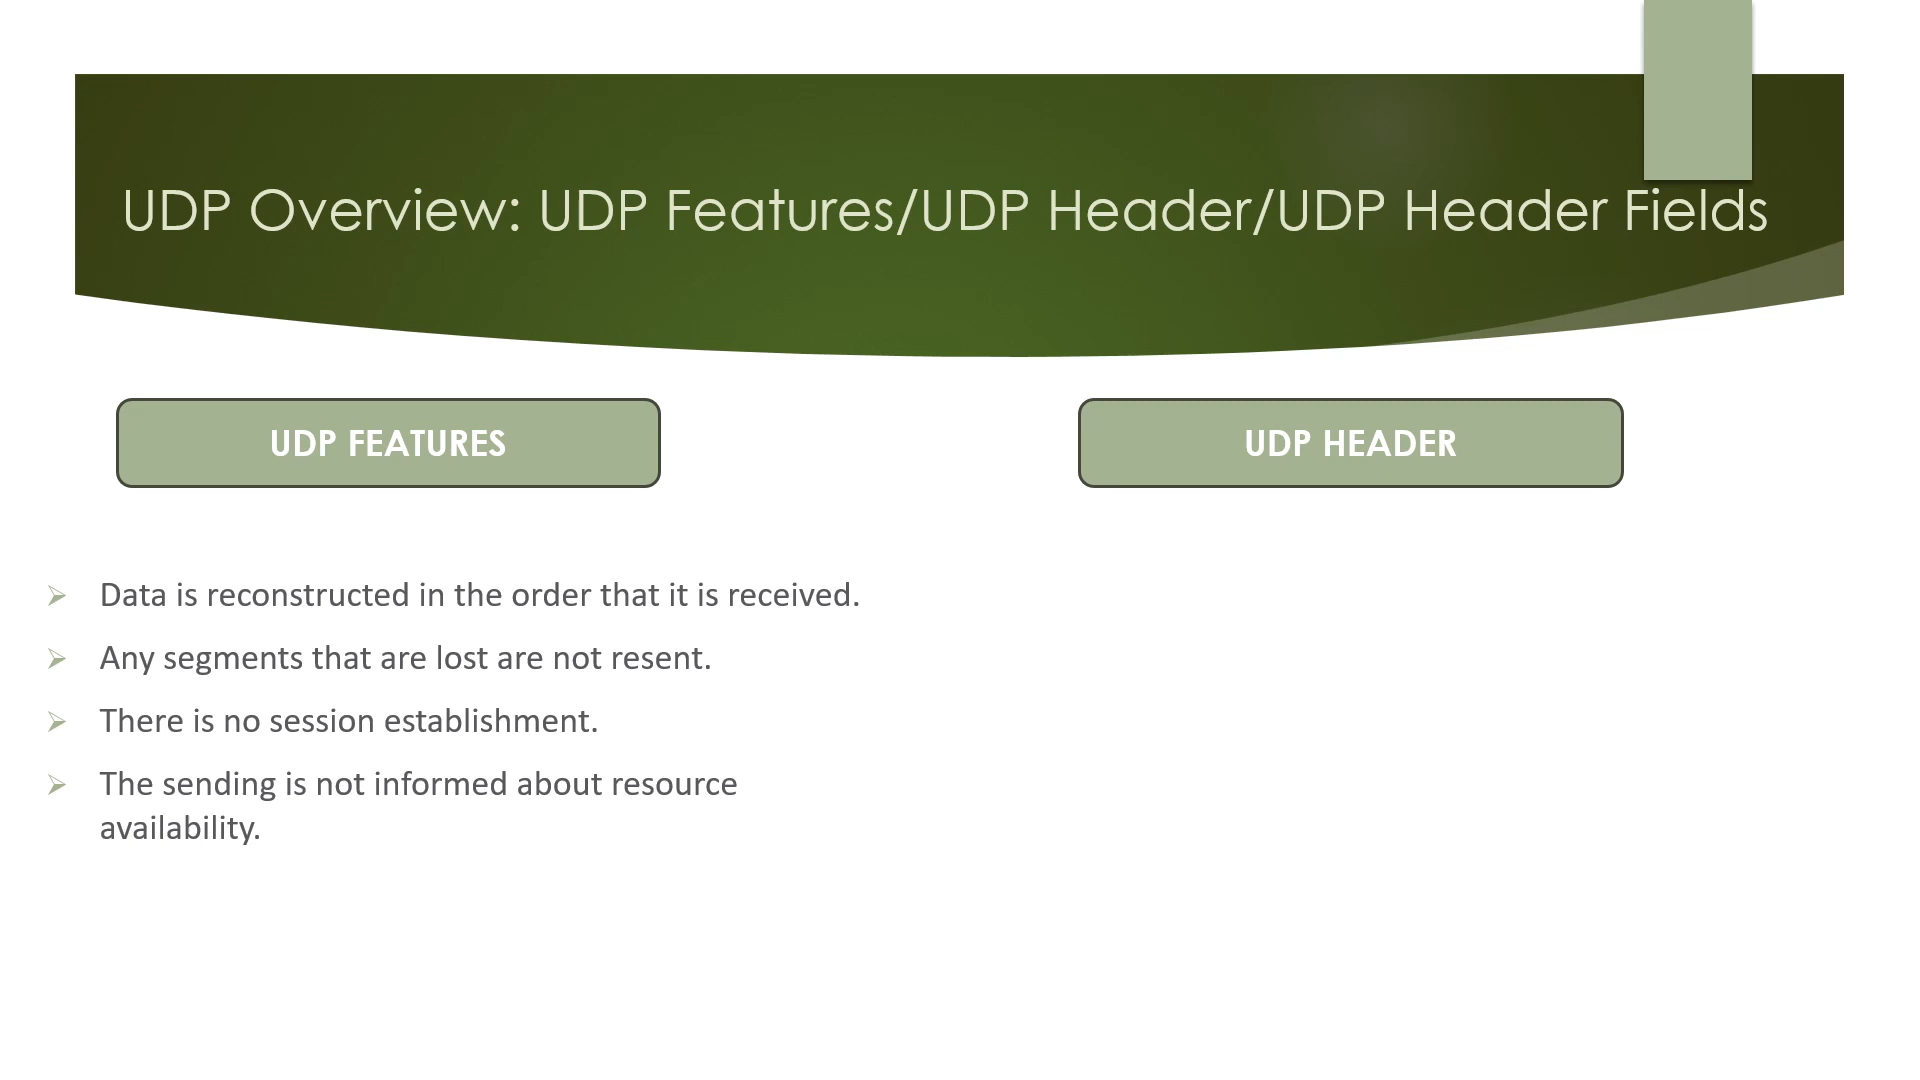 UDP Overview: UDP Features/UDP Header/UDP Header Fields
UDP FEATURES
Data is reconstructed in the order that it is received.
Any segments that are lost are not resent.
There is no session establishment.
The sending is not informed about resource
availability.
UDP HEADER